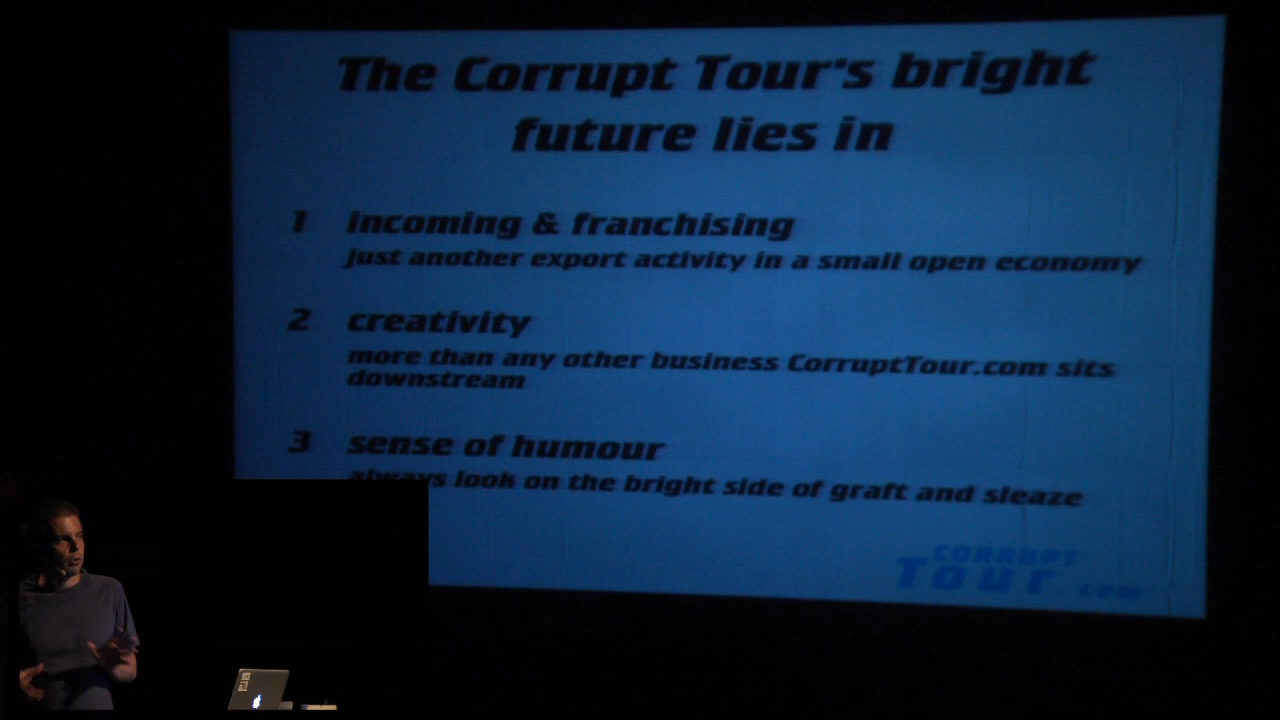 The Corrupt Tour's bright
future lies in
1 incoming & franchising
just another export activity in a small open economy
2 creativity
more than any other business CorruptTour.com sits
downstream
3 sense of humour
always look on the bright side of graft and sleaze
CORRUPT
Tour.com